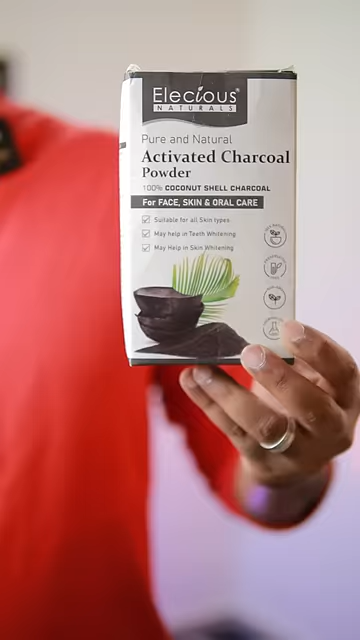 Elecious®
NATURALS
Pure and Natural
Activated Charcoal
Powder
100% COCONUT SHELL CHARCOAL
For FACE, SKIN & ORAL CARE
Suitable for all Skin types
May help in Teeth Whitening
May Help in Skin Whitening